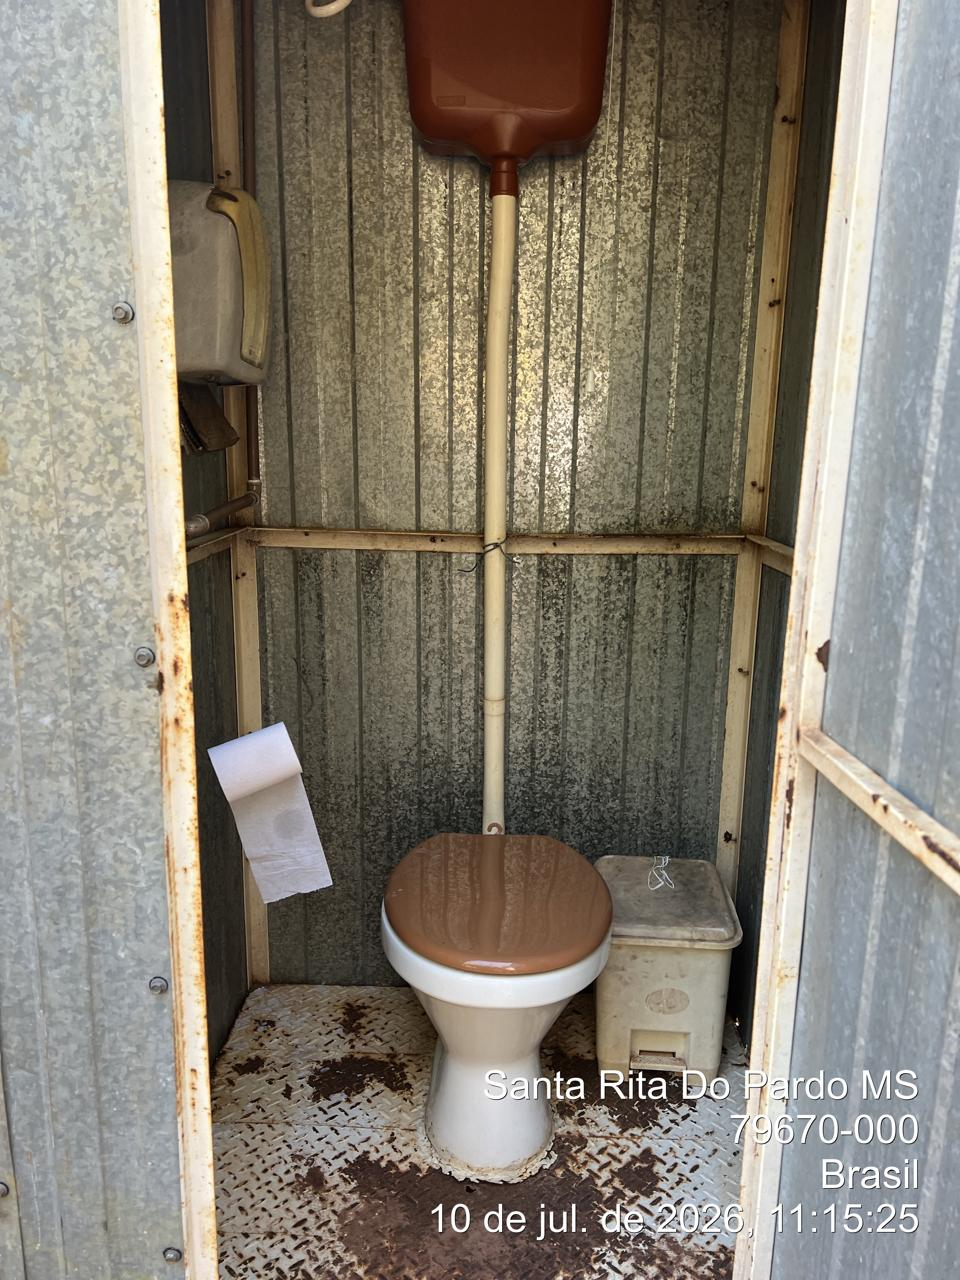 Santa Rita Do Pardo MS
79670-000
Brasil
10 de jul. de 2026, 11:15:25